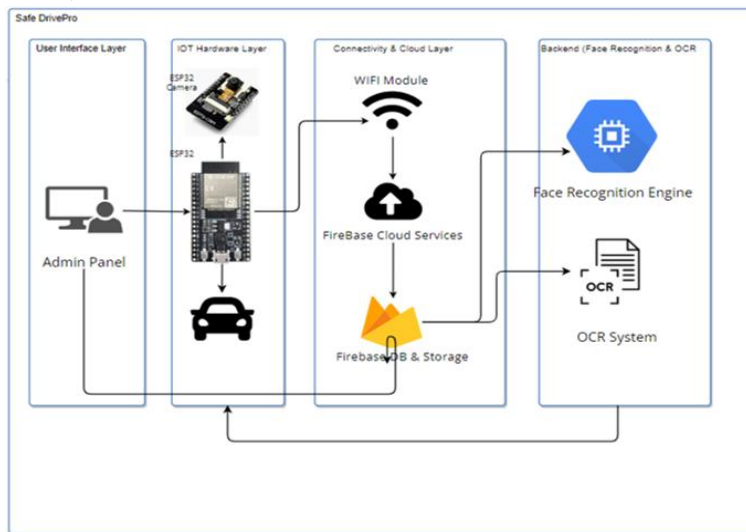 Safe DrivePro
User Interface Layer
IOT Hardware Layer
Connectivity & Cloud Layer
Backend (Face Recognition & OCR
ESP32
Camera
WIFI Module
ESP32
Face Recognition Engine
Admin Panel
FireBase Cloud Services
OCR
Firebase DB & Storage
OCR System